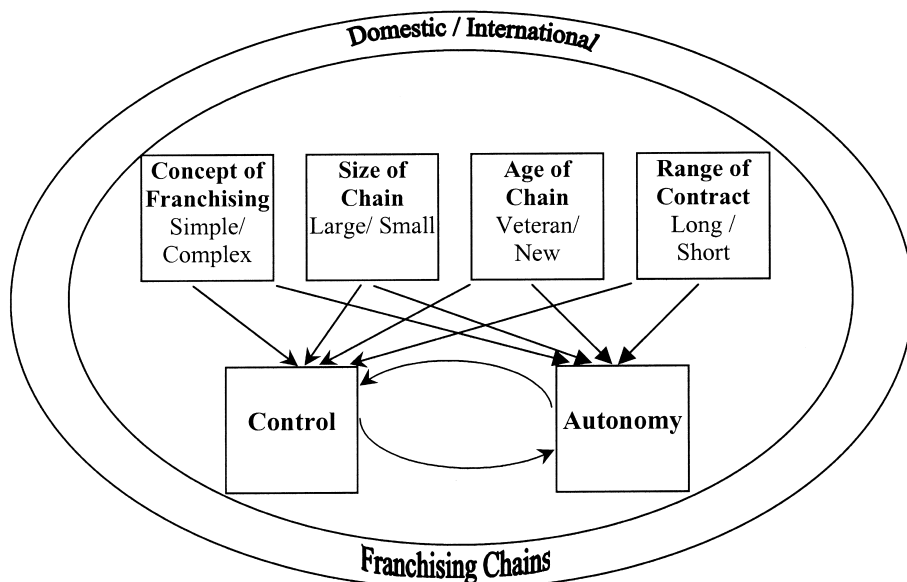 Domestic / International
Concept of
Franchising
Simple/
Complex
Size of
Chain
Large/ Small
Age of
Chain
Veteran/
New
Range of
Contract
Long /
Short
Control
Autonomy
Franchising Chains